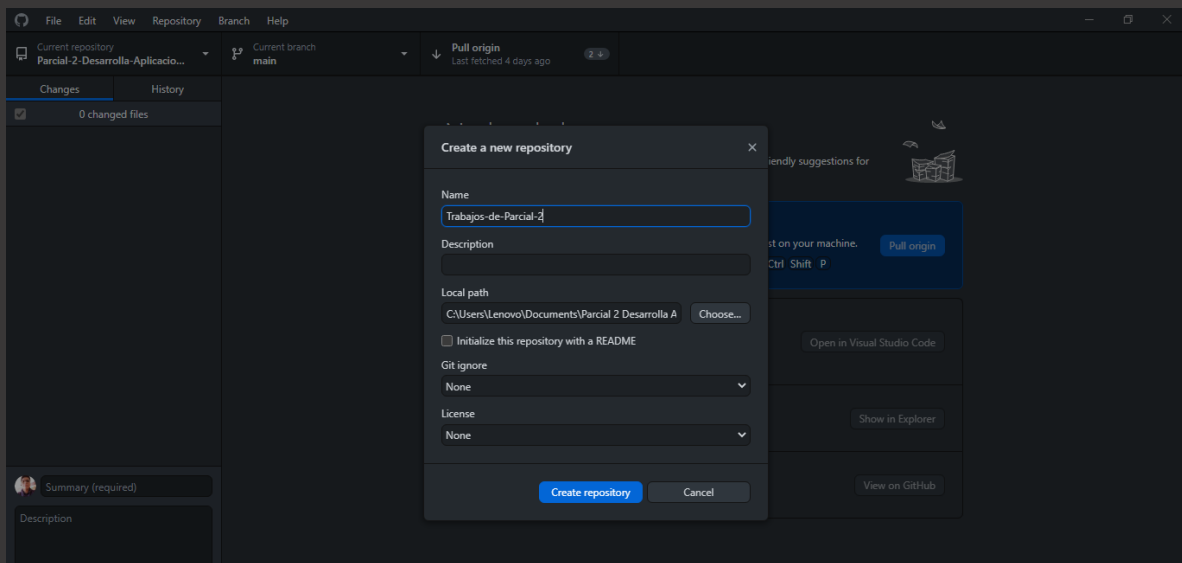 File Edit View Repository Branch Help
Current repository
Parcial-2-Desarrolla-Aplicacio...
Current branch
main
Pull origin
Last fetched 4 days ago
2
Changes History
0 changed files
Create a new repository
iendly suggestions for
Name
Trabajos-de-Parcial-2
Description
st on your machine.
Pull origin
Ctrl Shift P
Local path
C:\Users\Lenovo\Documents\Parcial 2 Desarrolla A
Choose...
Initialize this repository with a README
Open in Visual Studio Code
Git ignore
None
License
None
Show in Explorer
Create repository
Cancel
View on GitHub
Summary (required)
Description